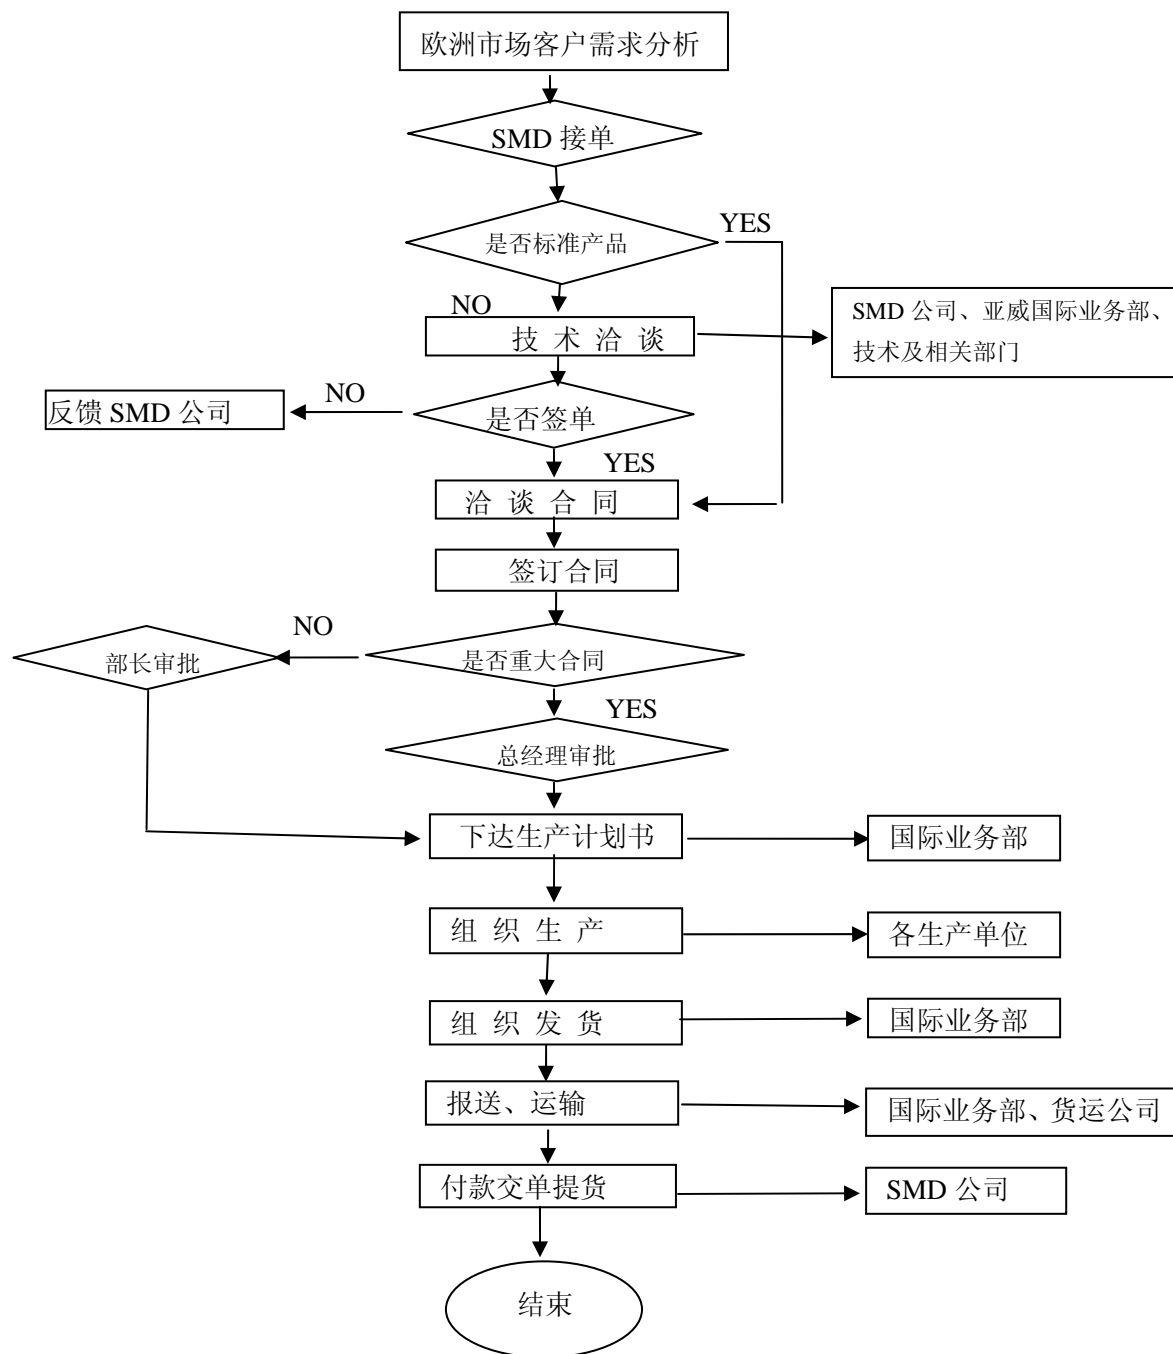 欧洲市场客户需求分析
SMD 接单
YES
是否标准产品
NO
SMD 公司、亚威国际业务部、
技术及相关部门
技 术 洽 谈
NO
反馈 SMD 公司
是否签单
YES
洽 谈 合 同
签订合同
NO
部长审批
是否重大合同
YES
总经理审批
下达生产计划书
国际业务部
组 织 生 产
各生产单位
组 织 发 货
国际业务部
报送、运输
国际业务部、货运公司
付款交单提货
SMD 公司
结束